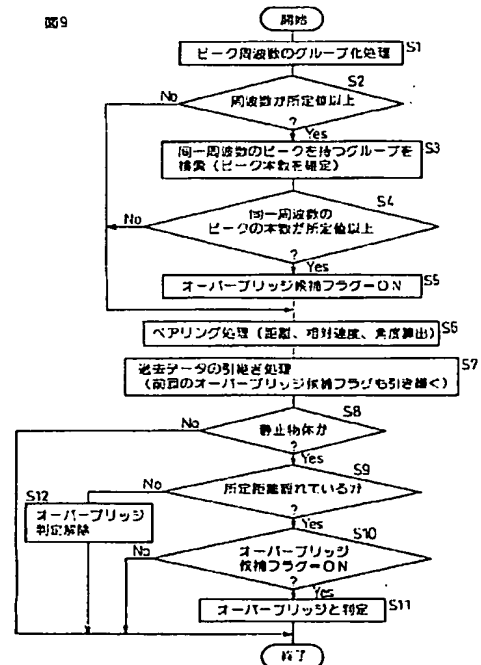 図9
開始
ピーク周波数のグループ化処理
S1
S2
No
周波数が所定値以上
?
Yes
S3
同一周波数のピークを持つグループを
検索(ピーク本数を確定)
S4
No
同一周波数の
ピークの本数が所定値以上
?
Yes
S5
オーバーブリッジ候補フラグ=ON
ペアリング処理(距離、相対速度、角度算出)
S6
S7
過去データの引継ぎ処理
(前回のオーバーブリッジ候補フラグも引き継ぐ)
S8
No
静止物体か
?
Yes
S9
No
所定距離離れているか
?
Yes
S12
オーバーブリッジ
判定解除
S10
No
オーバーブリッジ
候補フラグ=ON
?
Yes
オーバーブリッジと判定
S11
終了